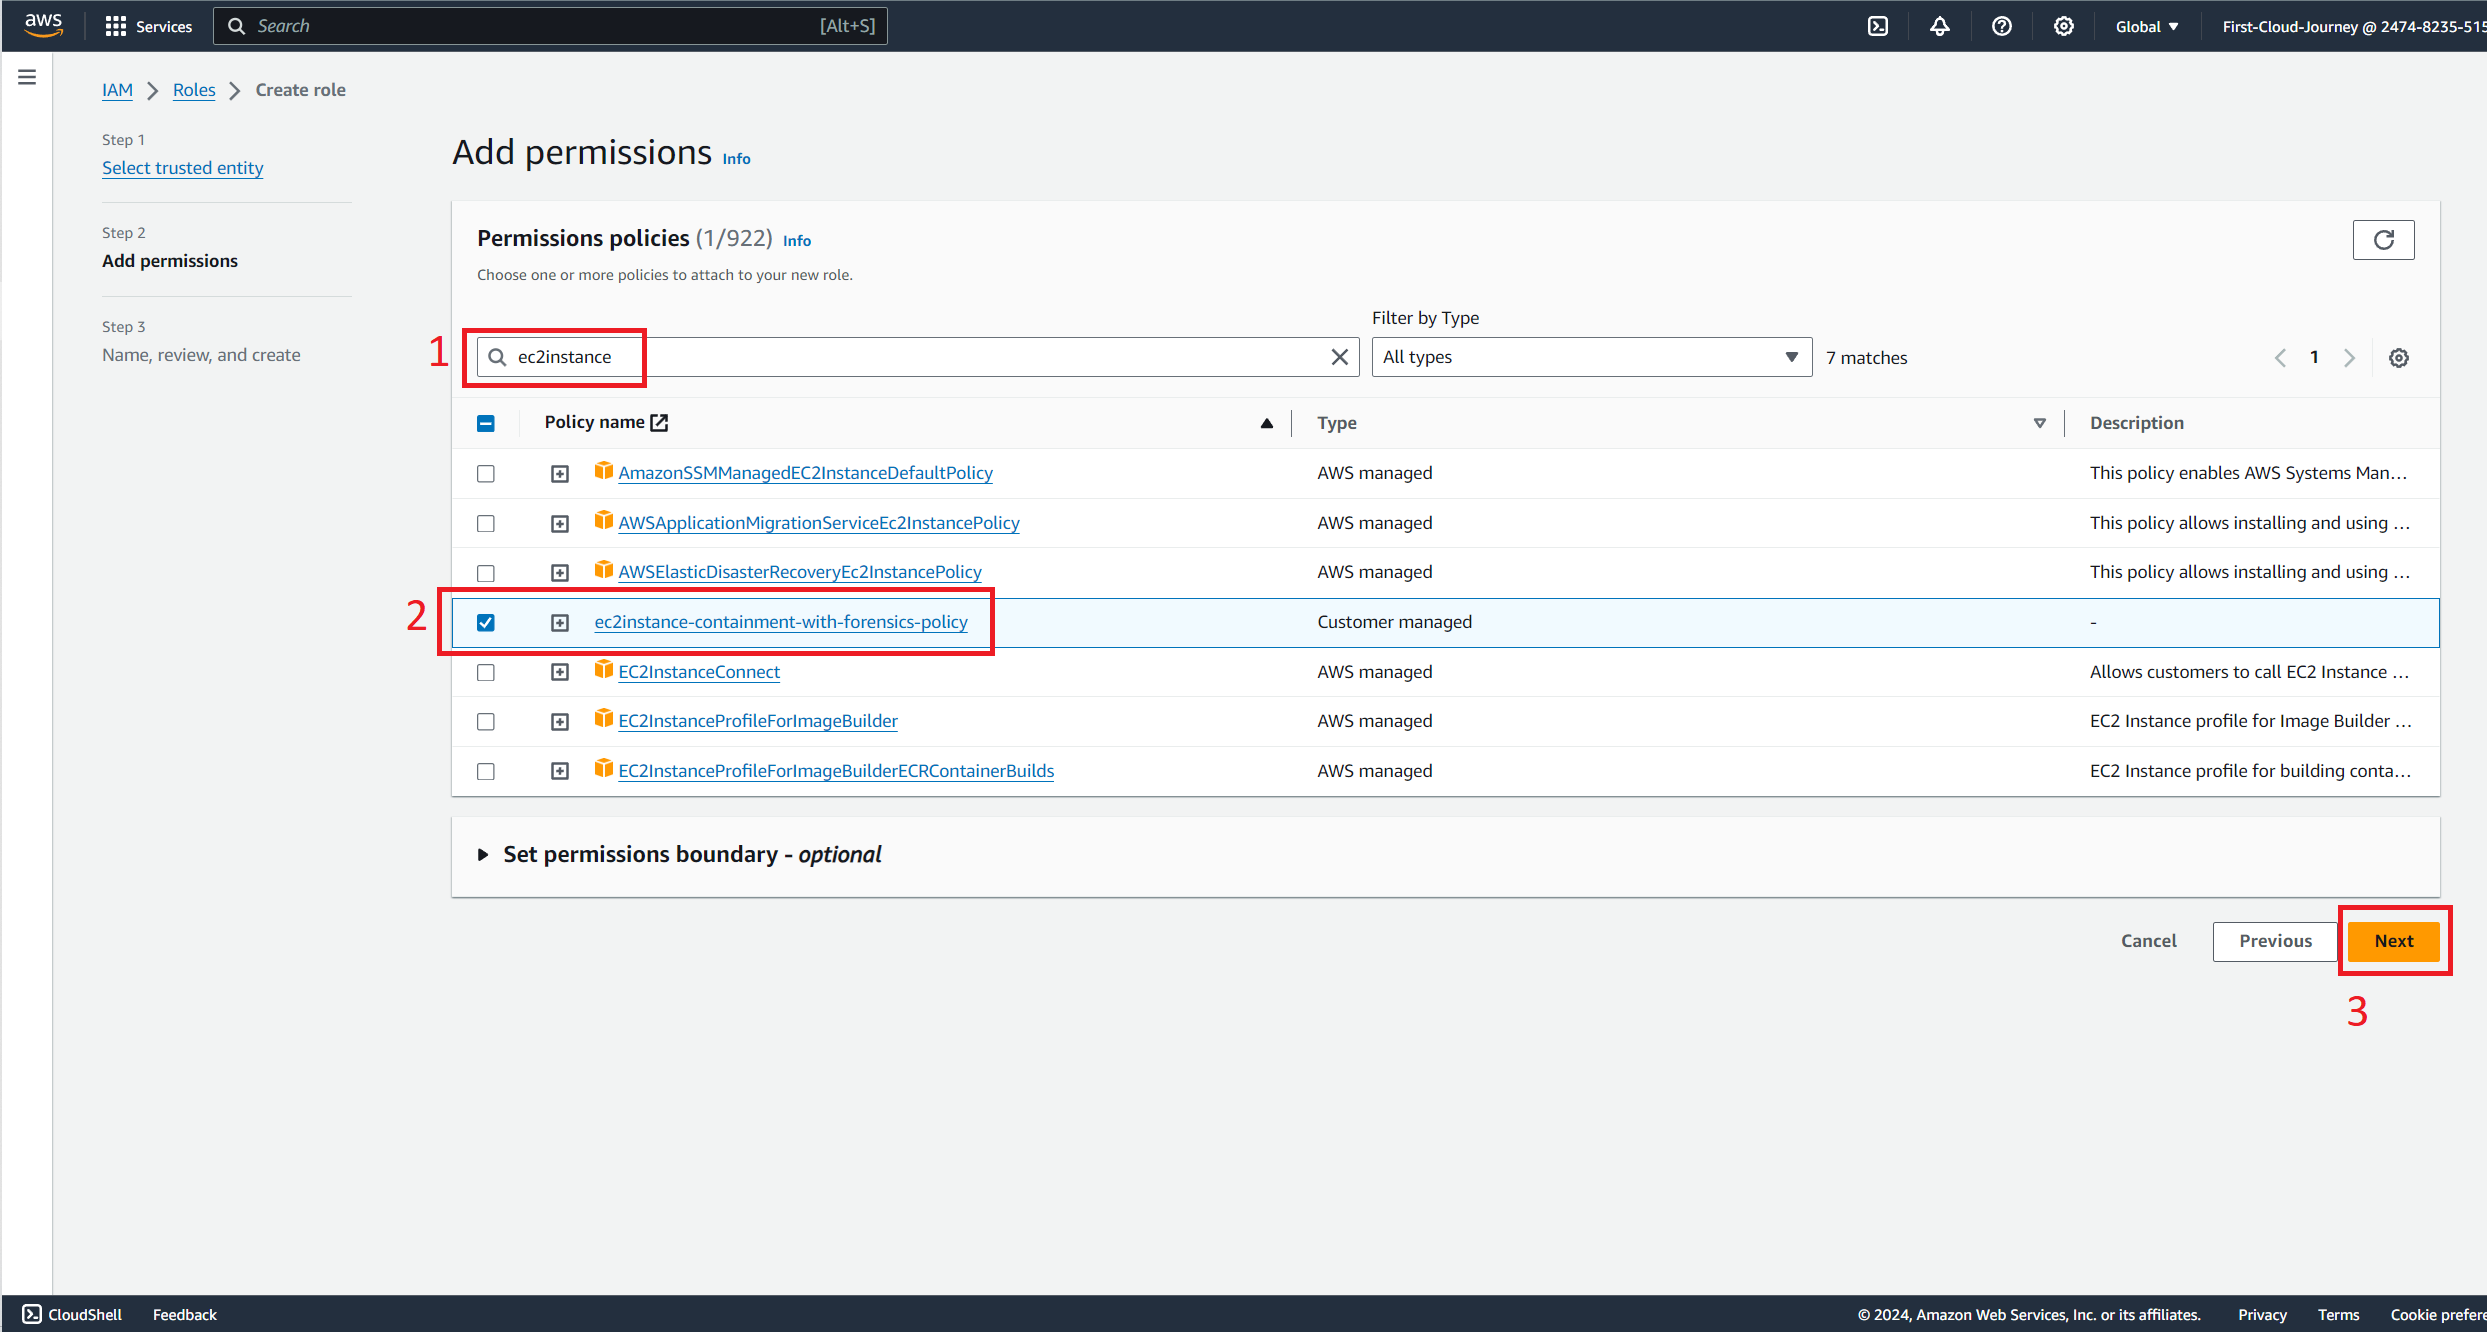 aws Services Search [Alt+S] Global First-Cloud-Journey @ 2474-8235-515
IAM Roles Create role
Step 1
Select trusted entity
Step 2
Add permissions
Step 3
Name, review, and create
Add permissions Info
Permissions policies (1/922) Info
Choose one or more policies to attach to your new role.
Filter by Type
1 ec2instance All types 7 matches 1
Policy name Type Description
AmazonSSMManagedEC2InstanceDefaultPolicy AWS managed This policy enables AWS Systems Man...
AWSApplicationMigrationServiceEc2InstancePolicy AWS managed This policy allows installing and using ...
AWSElasticDisasterRecoveryEc2InstancePolicy AWS managed This policy allows installing and using ...
2 ec2instance-containment-with-forensics-policy Customer managed -
EC2InstanceConnect AWS managed Allows customers to call EC2 Instance ...
EC2InstanceProfileForImageBuilder AWS managed EC2 Instance profile for Image Builder ...
EC2InstanceProfileForImageBuilderECRContainerBuilds AWS managed EC2 Instance profile for building conta...
Set permissions boundary - optional
Cancel Previous Next
3
CloudShell Feedback © 2024, Amazon Web Services, Inc. or its affiliates. Privacy Terms Cookie prefere